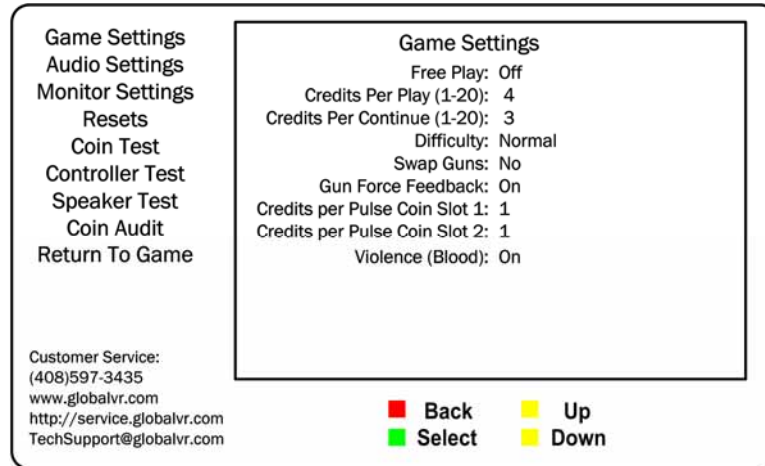 Game Settings
Audio Settings
Monitor Settings
Resets
Coin Test
Controller Test
Speaker Test
Coin Audit
Return To Game
Customer Service:
(408)597-3435
www.globalvr.com
http://service.globalvr.com
TechSupport@globalvr.com
Game Settings
Free Play: Off
Credits Per Play (1-20): 4
Credits Per Continue (1-20): 3
Difficulty: Normal
Swap Guns: No
Gun Force Feedback: On
Credits per Pulse Coin Slot 1: 1
Credits per Pulse Coin Slot 2: 1
Violence (Blood): On
Back
Up
Select
Down